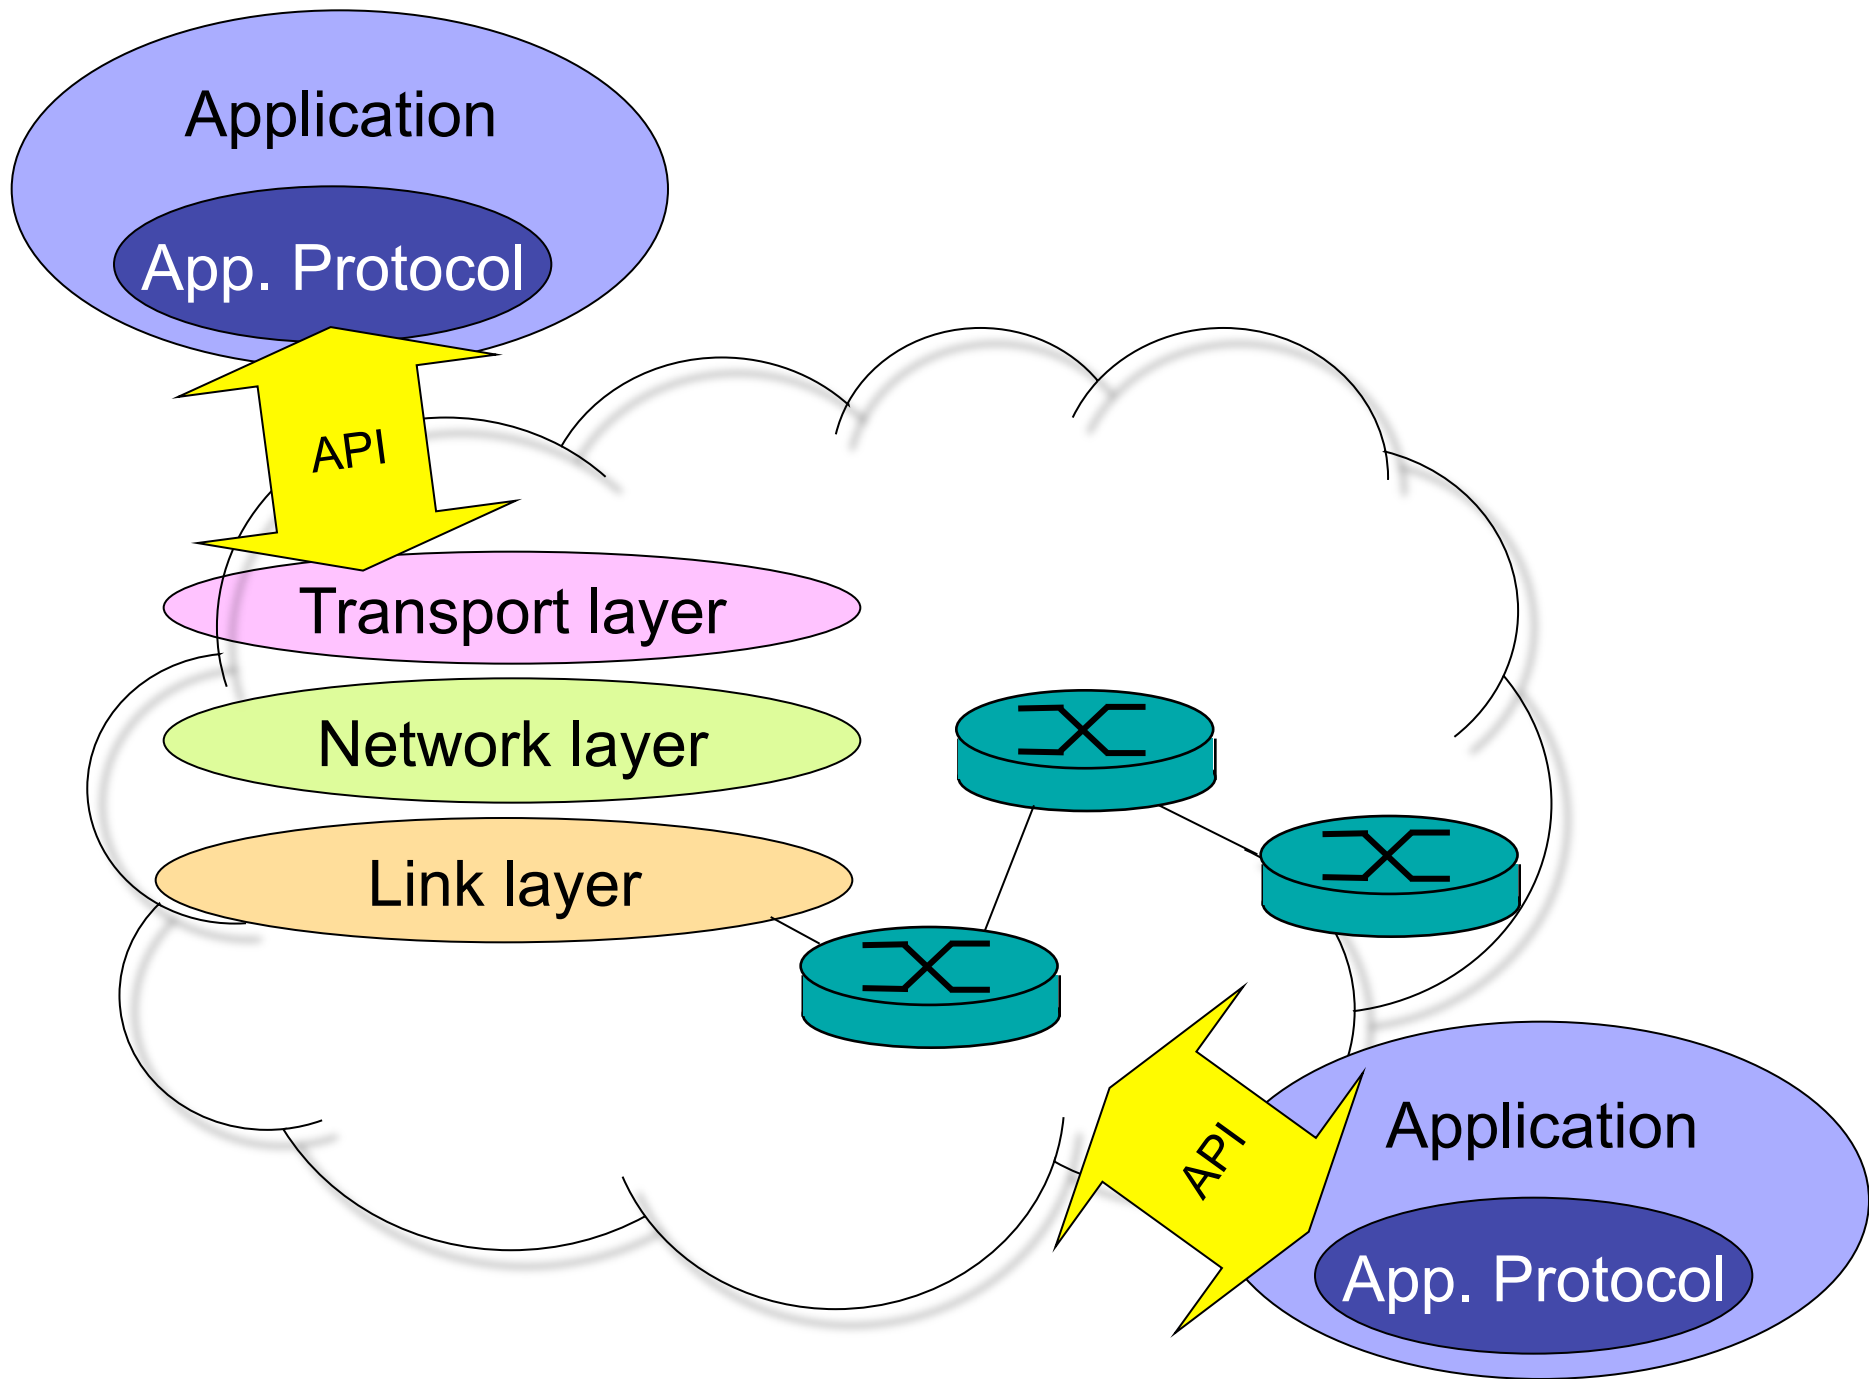 Application
App. Protocol
API
Transport layer
Network layer
Link layer
API
Application
App. Protocol